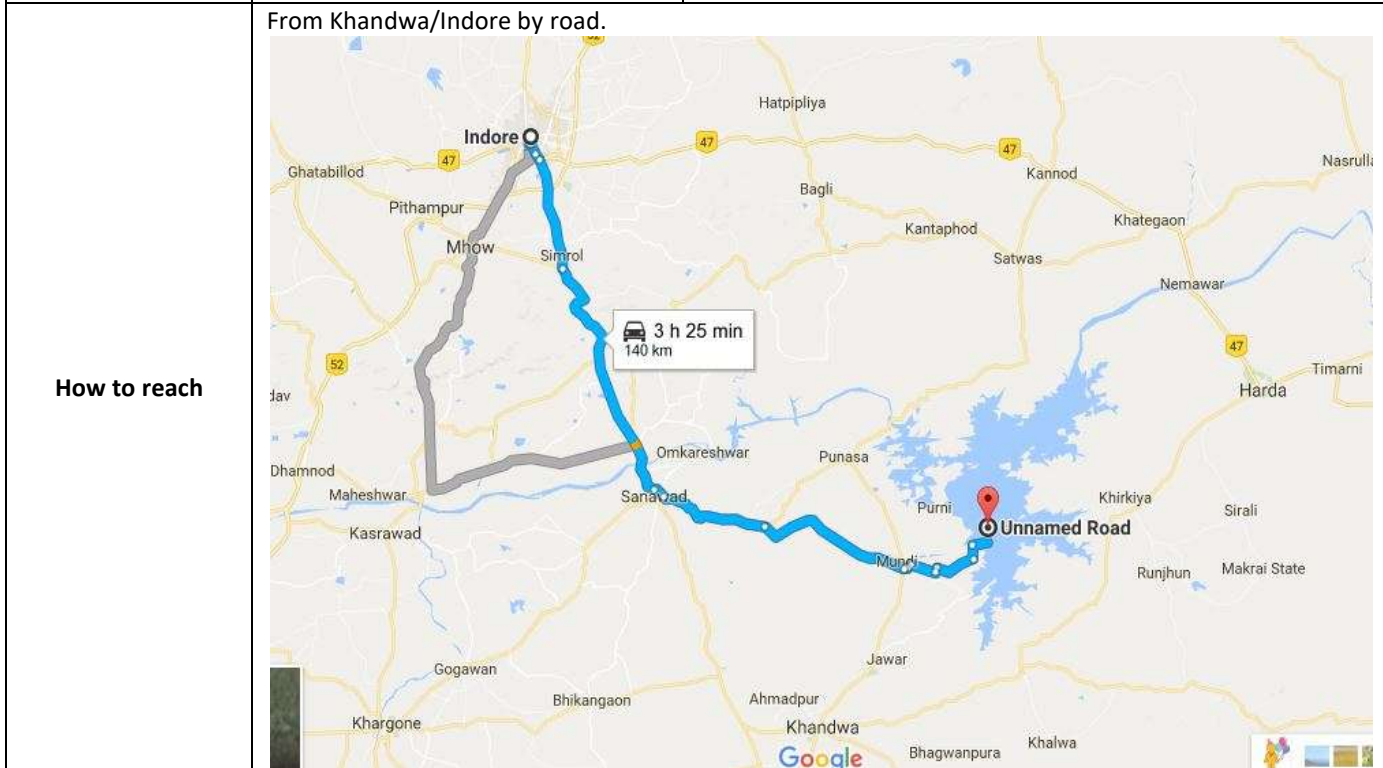 From Khandwa/Indore by road.
How to reach
Hatpipliya
Indore
47
47
47
Ghatabillod
Kannod
Nasrulla
Bagli
Pithampur
Khategaon
Kantaphod
Mhow
Simrol
Satwas
Nemawar
3 h 25 min
140 km
47
52
Timarni
Harda
dav
Omkareshwar
Punasa
Dhamnod
Maheshwar
Sanawad
Khirkiya
Purni
Sirali
Unnamed Road
Kasrawad
Mundi
Runjhun
Makrai State
Jawar
Gogawan
Bhikangaon
Ahmadpur
Khargone
Khandwa
Khalwa
Bhagwanpura
Google